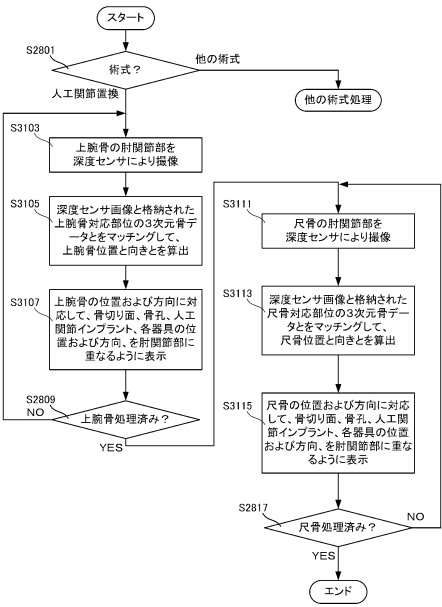 スタート
S2801
術式？
他の術式
他の術式処理
人工関節置換
S3103
上腕骨の肘関節部を
深度センサにより撮像
S3105
深度センサ画像と格納された
上腕骨対応部位の３次元骨デ
ータとをマッチングして、
上腕骨位置と向きとを算出
S3107
上腕骨の位置および方向に対
応して、骨切り面、骨孔、人工
関節インプラント、各器具の位
置および方向、を肘関節部に
重なるように表示
S2809
上腕骨処理済み？
NO
YES
S3111
尺骨の肘関節部を
深度センサにより撮像
S3113
深度センサ画像と格納された
尺骨対応部位の３次元骨デー
タとをマッチングして、
尺骨位置と向きとを算出
S3115
尺骨の位置および方向に対応
して、骨切り面、骨孔、人工関
節インプラント、各器具の位置
および方向、を肘関節部に重な
るように表示
S2817
尺骨処理済み？
NO
YES
エンド